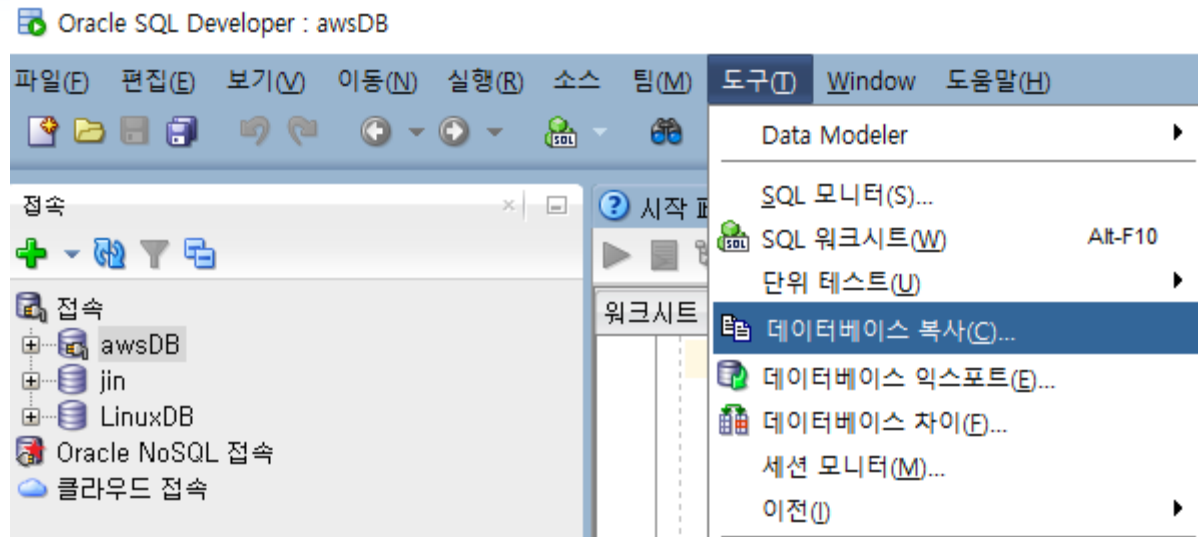 Oracle SQL Developer : awsDB
파일(F) 편집(E) 보기(V) 이동(N) 실행(R) 소스 팀(M) 도구(T) Window 도움말(H)
SQL
접속
시작
워크시트
접속
awsDB
jin
LinuxDB
Oracle NoSQL 접속
클라우드 접속
Data Modeler
SQL 모니터(S)...
SQL 워크시트(W) Alt-F10
단위 테스트(U)
데이터베이스 복사(C)...
데이터베이스 익스포트(E)...
데이터베이스 차이(F)...
세션 모니터(M)...
이전(I)